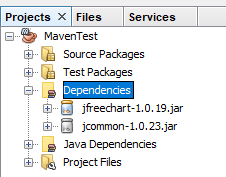 Projects x Files Services
MavenTest
Source Packages
Test Packages
Dependencies
jfreechart-1.0.19.jar
jcommon-1.0.23.jar
Java Dependencies
Project Files